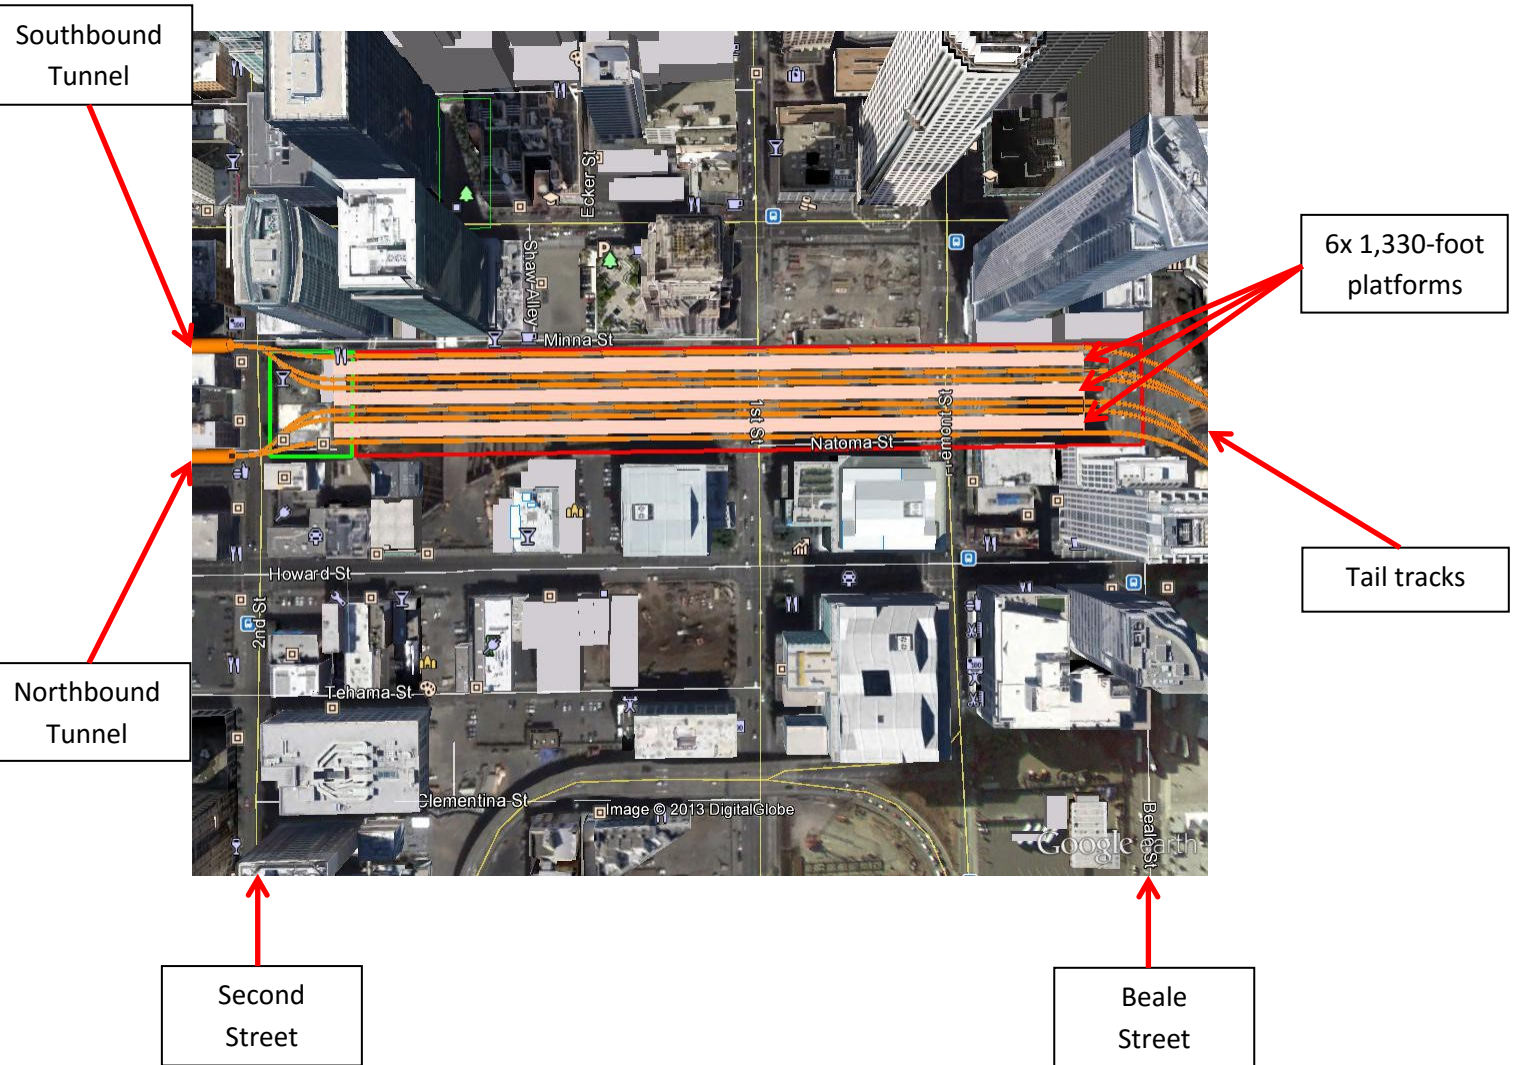 Southbound
Tunnel
6x 1,330-foot
platforms
Ecker St
Shaw Alley
Minna St
1st St
Natoma St
Fremont St
Tail tracks
Howard St
2nd St
Northbound
Tunnel
Tehama St
Clementina St
Image © 2013 DigitalGlobe
Google earth
Beale St
Second
Street
Beale
Street